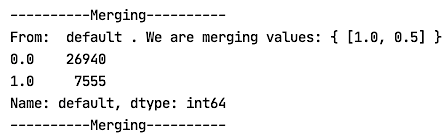 ----------Merging----------
From:  default . We are merging values: { [1.0, 0.5] }
0.0    26940
1.0     7555
Name: default, dtype: int64
----------Merging----------